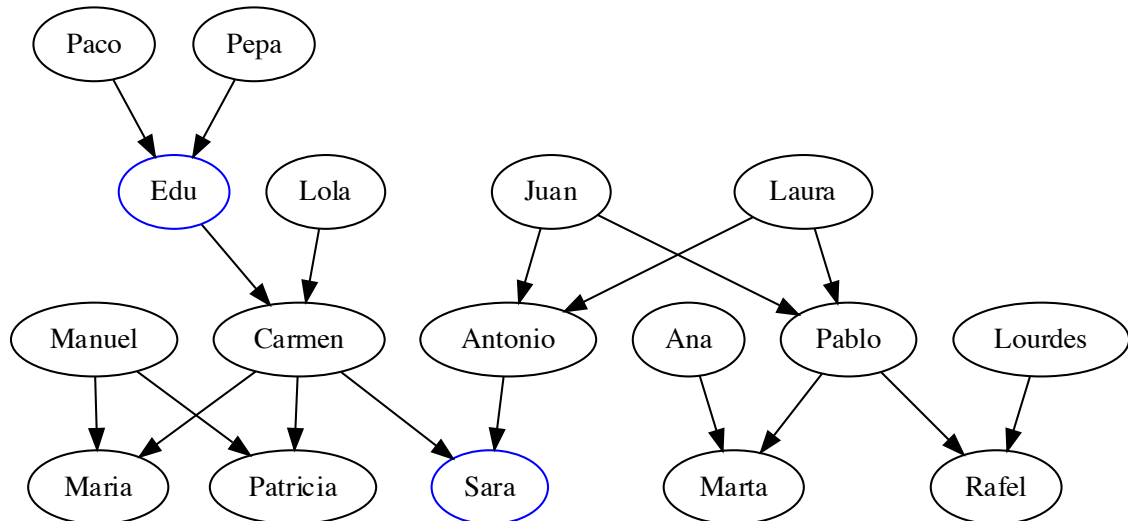 Paco
Pepa
Edu
Lola
Juan
Laura
Manuel
Carmen
Antonio
Ana
Pablo
Lourdes
Maria
Patricia
Sara
Marta
Rafel